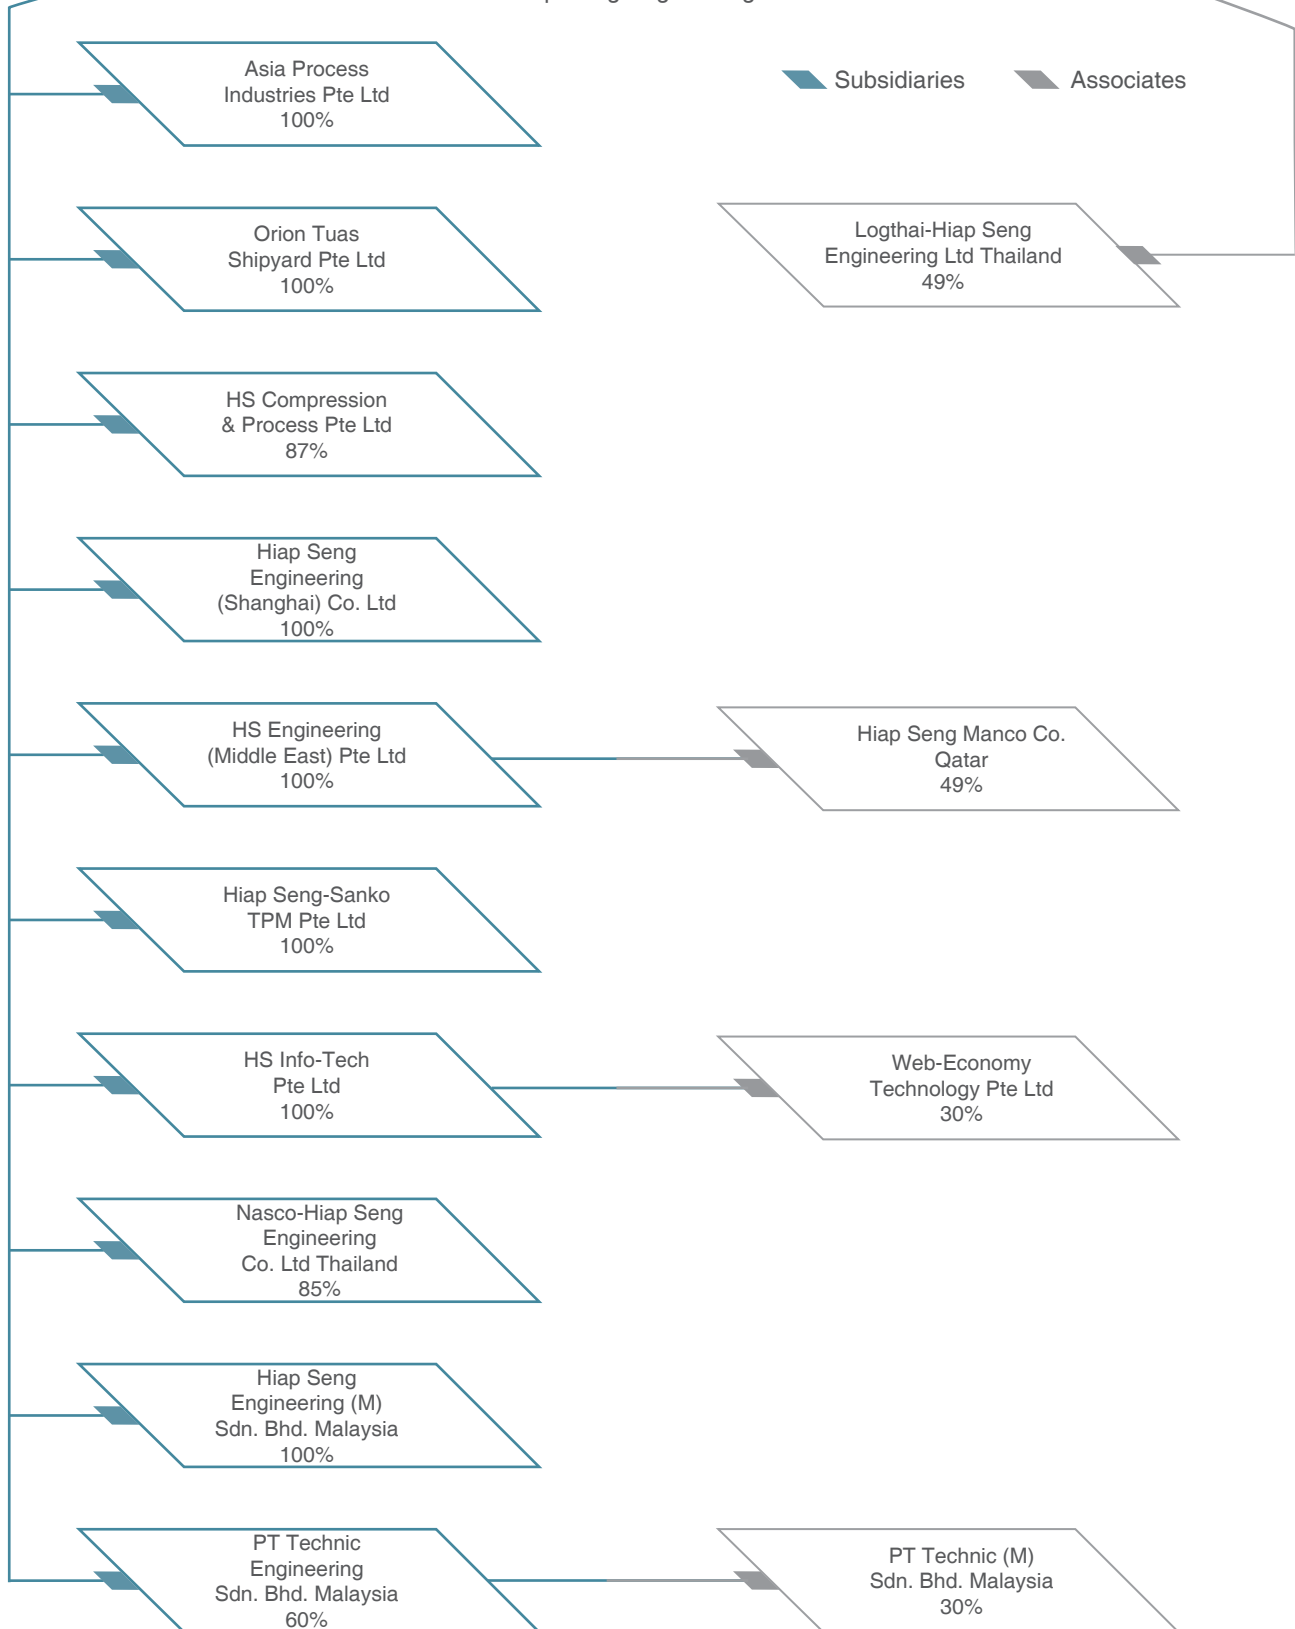 Asia Process
Industries Pte Ltd
100%
Subsidiaries
Associates
Orion Tuas
Shipyard Pte Ltd
100%
Logthai-Hiap Seng
Engineering Ltd Thailand
49%
HS Compression
& Process Pte Ltd
87%
Hiap Seng
Engineering
(Shanghai) Co. Ltd
100%
HS Engineering
(Middle East) Pte Ltd
100%
Hiap Seng Manco Co.
Qatar
49%
Hiap Seng-Sanko
TPM Pte Ltd
100%
HS Info-Tech
Pte Ltd
100%
Web-Economy
Technology Pte Ltd
30%
Nasco-Hiap Seng
Engineering
Co. Ltd Thailand
85%
Hiap Seng
Engineering (M)
Sdn. Bhd. Malaysia
100%
PT Technic
Engineering
Sdn. Bhd. Malaysia
60%
PT Technic (M)
Sdn. Bhd. Malaysia
30%